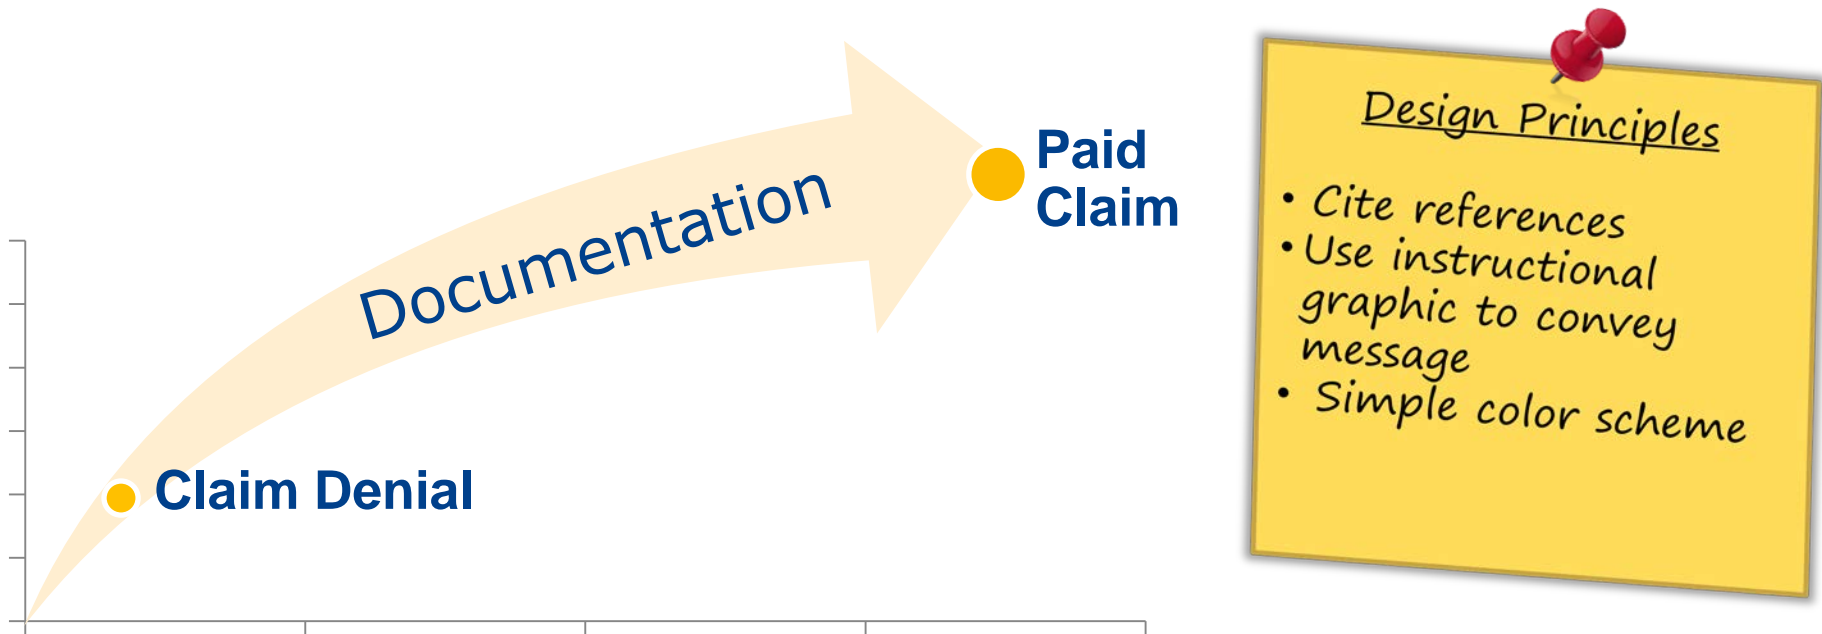 Documentation
Paid
Claim
Claim Denial
Design Principles
• Cite references
• Use instructional
graphic to convey
message
• Simple color scheme